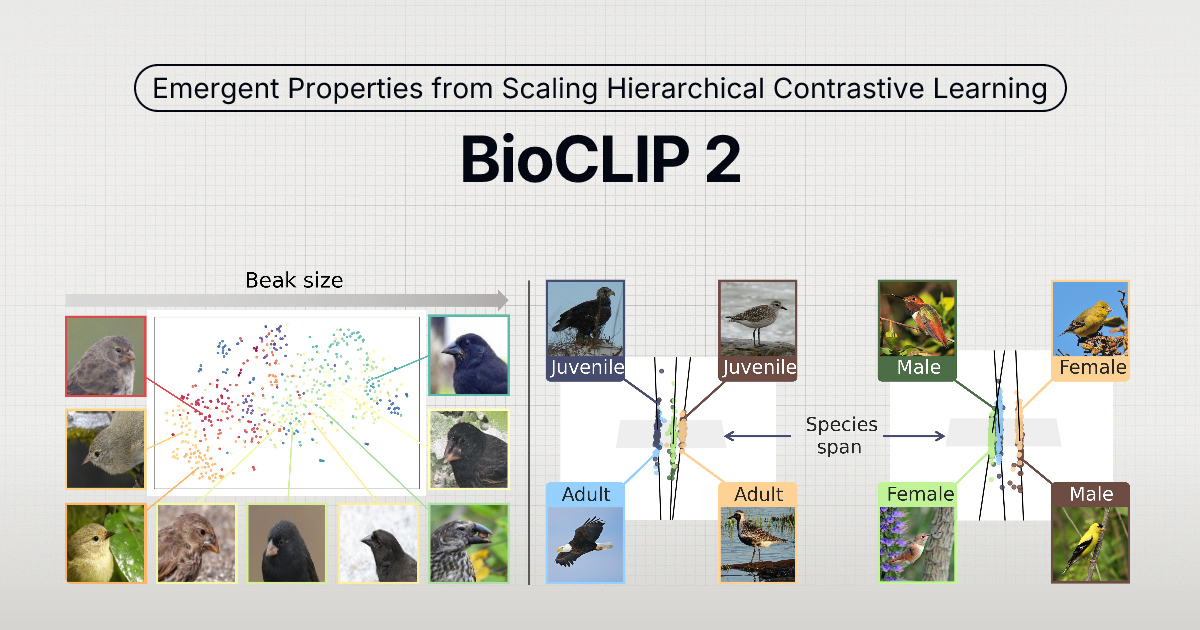 Emergent Properties from Scaling Hierarchical Contrastive Learning
BioCLIP 2
Beak size
Juvenile
Juvenile
Male
Female
Species
span
Adult
Adult
Female
Male